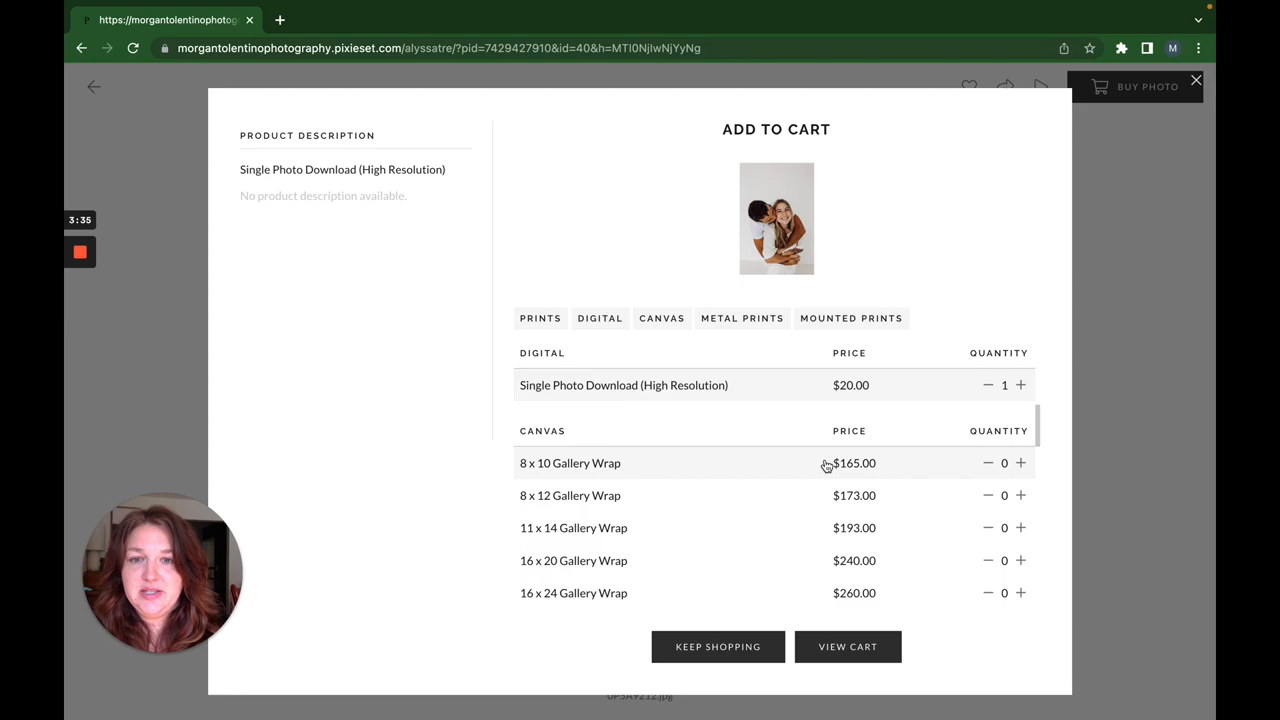 P https://morgantolentinophotog
morgantolentinophotography.pixieset.com/alyssatre/?pid=7429427910&id=40&h=MTI0NjIwNjYyNg
M
BUY PHOTO
ADD TO CART
PRODUCT DESCRIPTION
Single Photo Download (High Resolution)
No product description available.
3:35
PRINTS DIGITAL CANVAS METAL PRINTS MOUNTED PRINTS
DIGITAL PRICE QUANTITY
Single Photo Download (High Resolution) $20.00 − 1 +
CANVAS PRICE QUANTITY
8 x 10 Gallery Wrap $165.00 − 0 +
8 x 12 Gallery Wrap $173.00 − 0 +
11 x 14 Gallery Wrap $193.00 − 0 +
16 x 20 Gallery Wrap $240.00 − 0 +
16 x 24 Gallery Wrap $260.00 − 0 +
KEEP SHOPPING VIEW CART